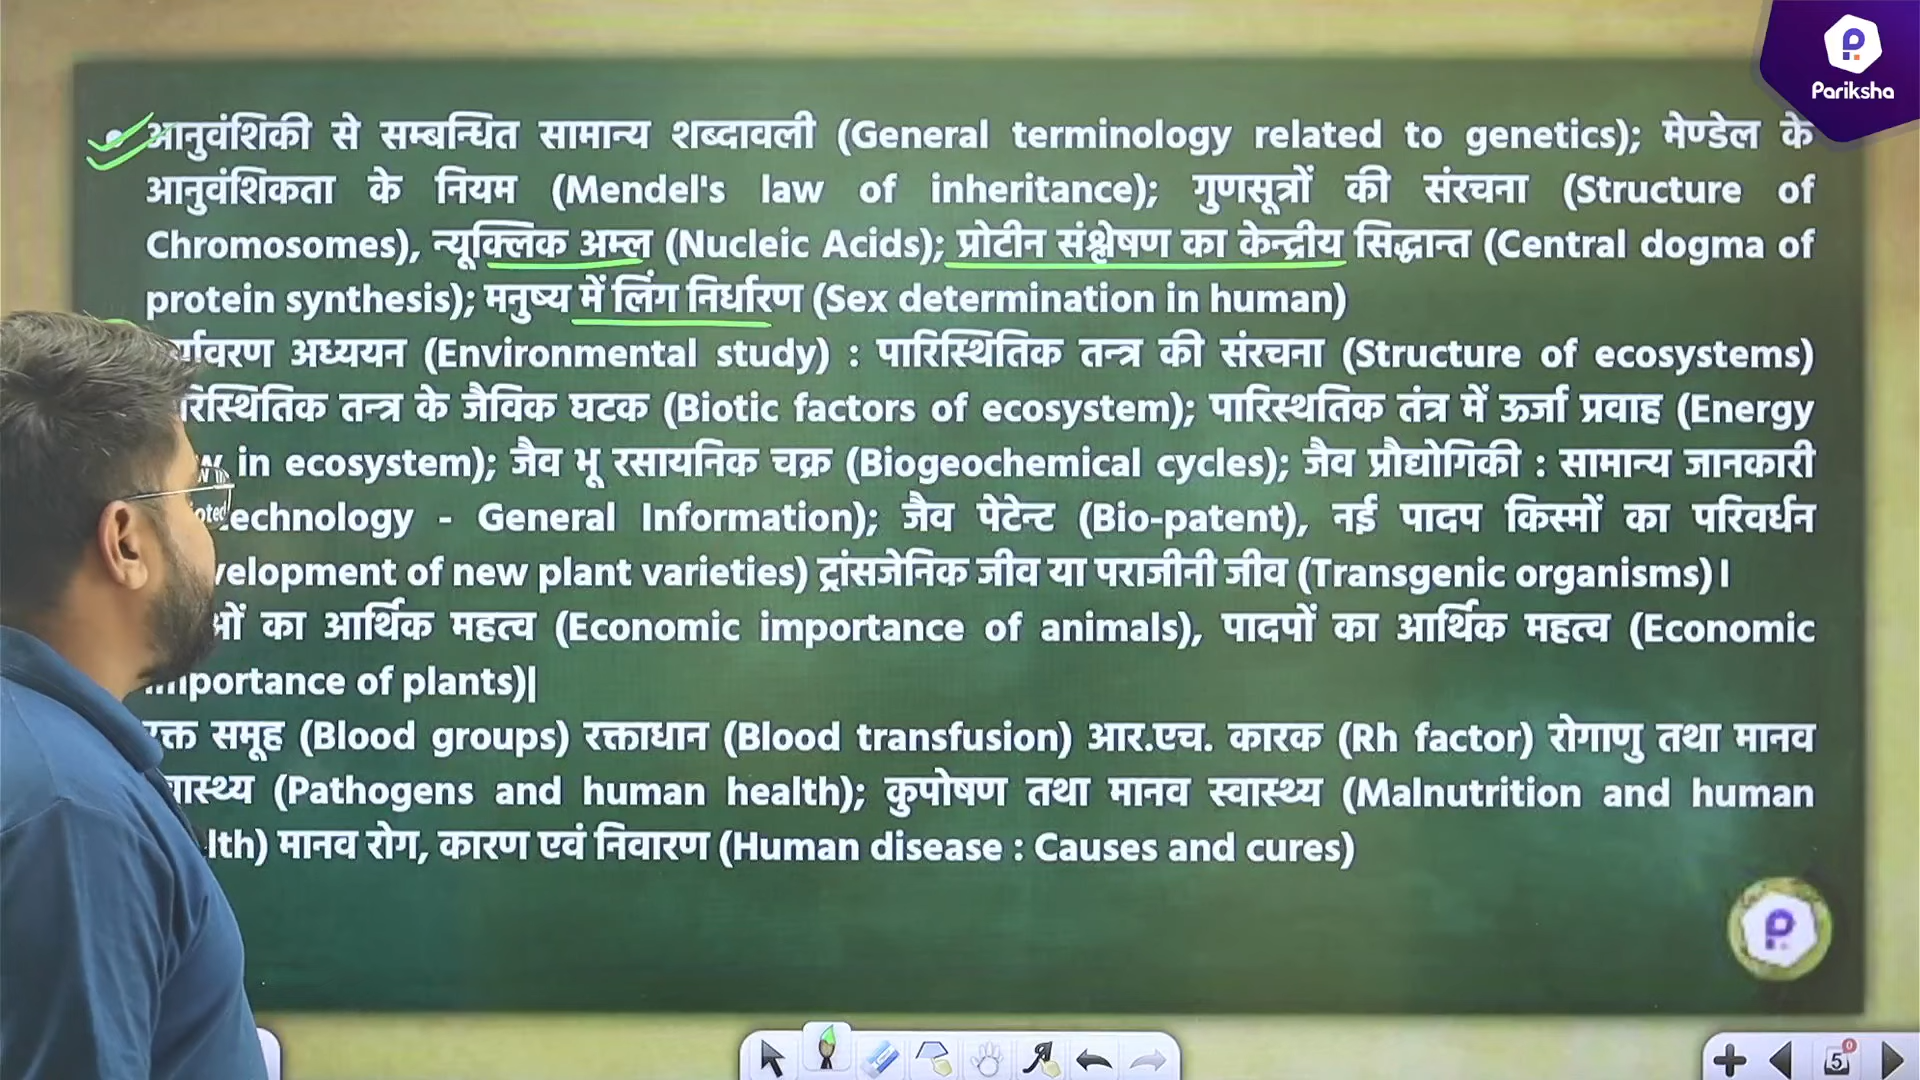 Pariksha
आनुवंशिकी से सम्बन्धित सामान्य शब्दावली (General terminology related to genetics); मेण्डेल के
आनुवंशिकता के नियम (Mendel's law of inheritance); गुणसूत्रों की संरचना (Structure of
Chromosomes), न्यूक्लिक अम्ल (Nucleic Acids); प्रोटीन संश्लेषण का केन्द्रीय सिद्धान्त (Central dogma of
protein synthesis); मनुष्य में लिंग निर्धारण (Sex determination in human)
अध्ययन (Environmental study) : पारिस्थितिक तन्त्र की संरचना (Structure of ecosystems)
तन्त्र के जैविक घटक (Biotic factors of ecosystem); पारिस्थतिक तंत्र में ऊर्जा प्रवाह (Energy
in ecosystem); जैव भू रसायनिक चक्र (Biogeochemical cycles); जैव प्रौद्योगिकी : सामान्य जानकारी
- General Information); जैव पेटेन्ट (Bio-patent), नई पादप किस्मों का परिवर्धन
of new plant varieties) ट्रांसजेनिक जीव या पराजीनी जीव (Transgenic organisms)।
का आर्थिक महत्व (Economic importance of animals), पादपों का आर्थिक महत्व (Economic
of plants)|
समूह (Blood groups) रक्ताधान (Blood transfusion) आर.एच. कारक (Rh factor) रोगाणु तथा मानव
(Pathogens and human health); कुपोषण तथा मानव स्वास्थ्य (Malnutrition and human
मानव रोग, कारण एवं निवारण (Human disease : Causes and cures)
5
0